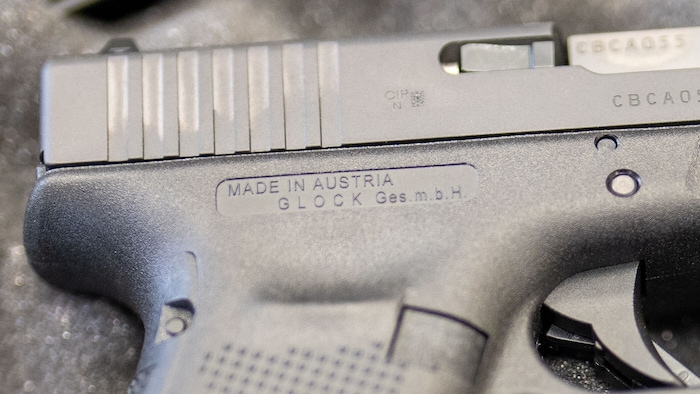 CBCA055
CIP
N
CBCA05
MADE IN AUSTRIA
GLOCK Ges.m.b.H.